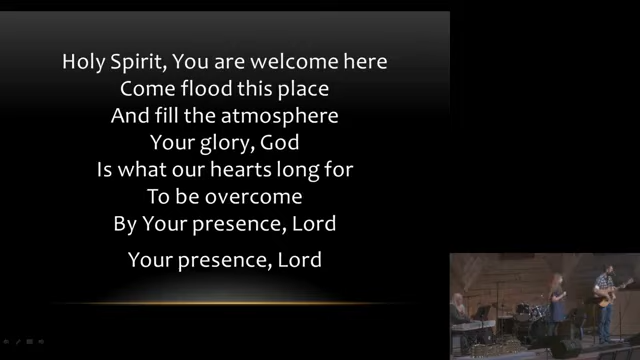 Holy Spirit, You are welcome here
Come flood this place
And fill the atmosphere
Your glory, God
Is what our hearts long for
To be overcome
By Your presence, Lord
Your presence, Lord